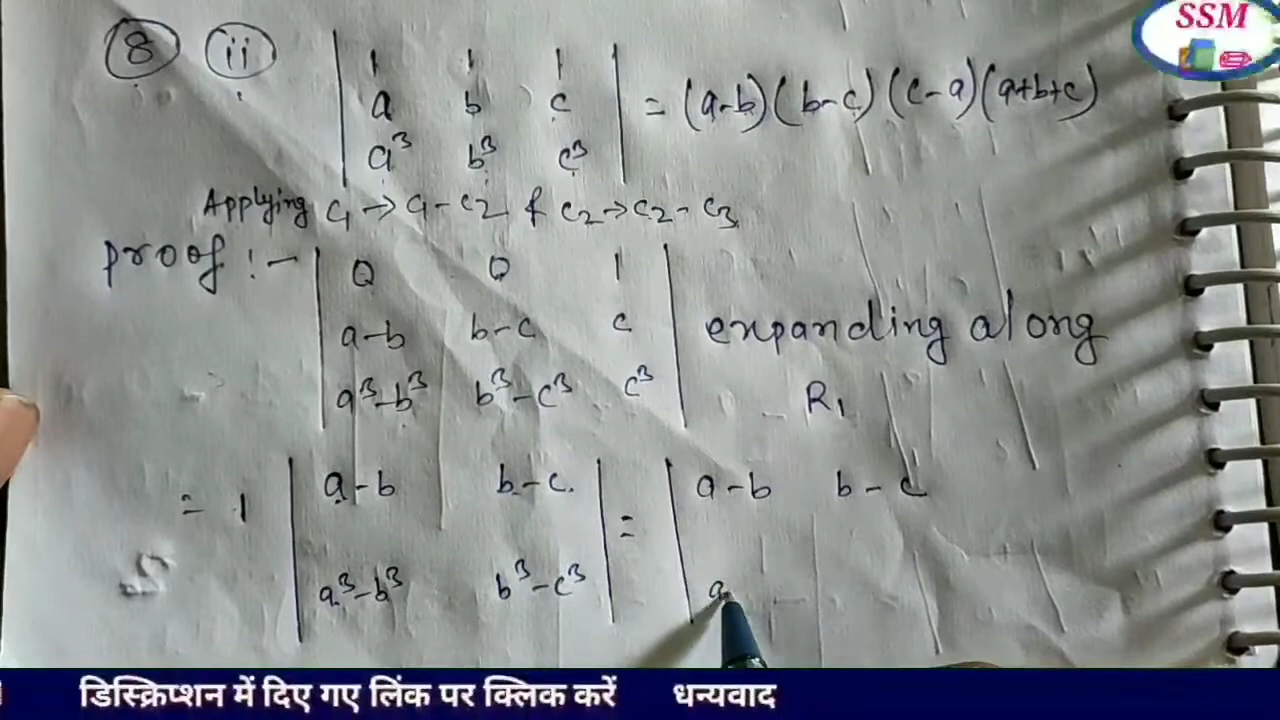 SSM
8 ii | 1 1 1 |
| a b c | = (a-b)(b-c)(c-a)(a+b+c)
| a³ b³ c³ |
Applying C₁ → C₁-C₂ & C₂→C₂-C₃
proof :- | 0 0 1 |
| a-b b-c c | expanding along
| a³-b³ b³-c³ c³ | R₁
= 1 | a-b b-c | = | a-b b-c
| a³-b³ b³-c³ | | a
डिस्क्रिप्शन में दिए गए लिंक पर क्लिक करें धन्यवाद